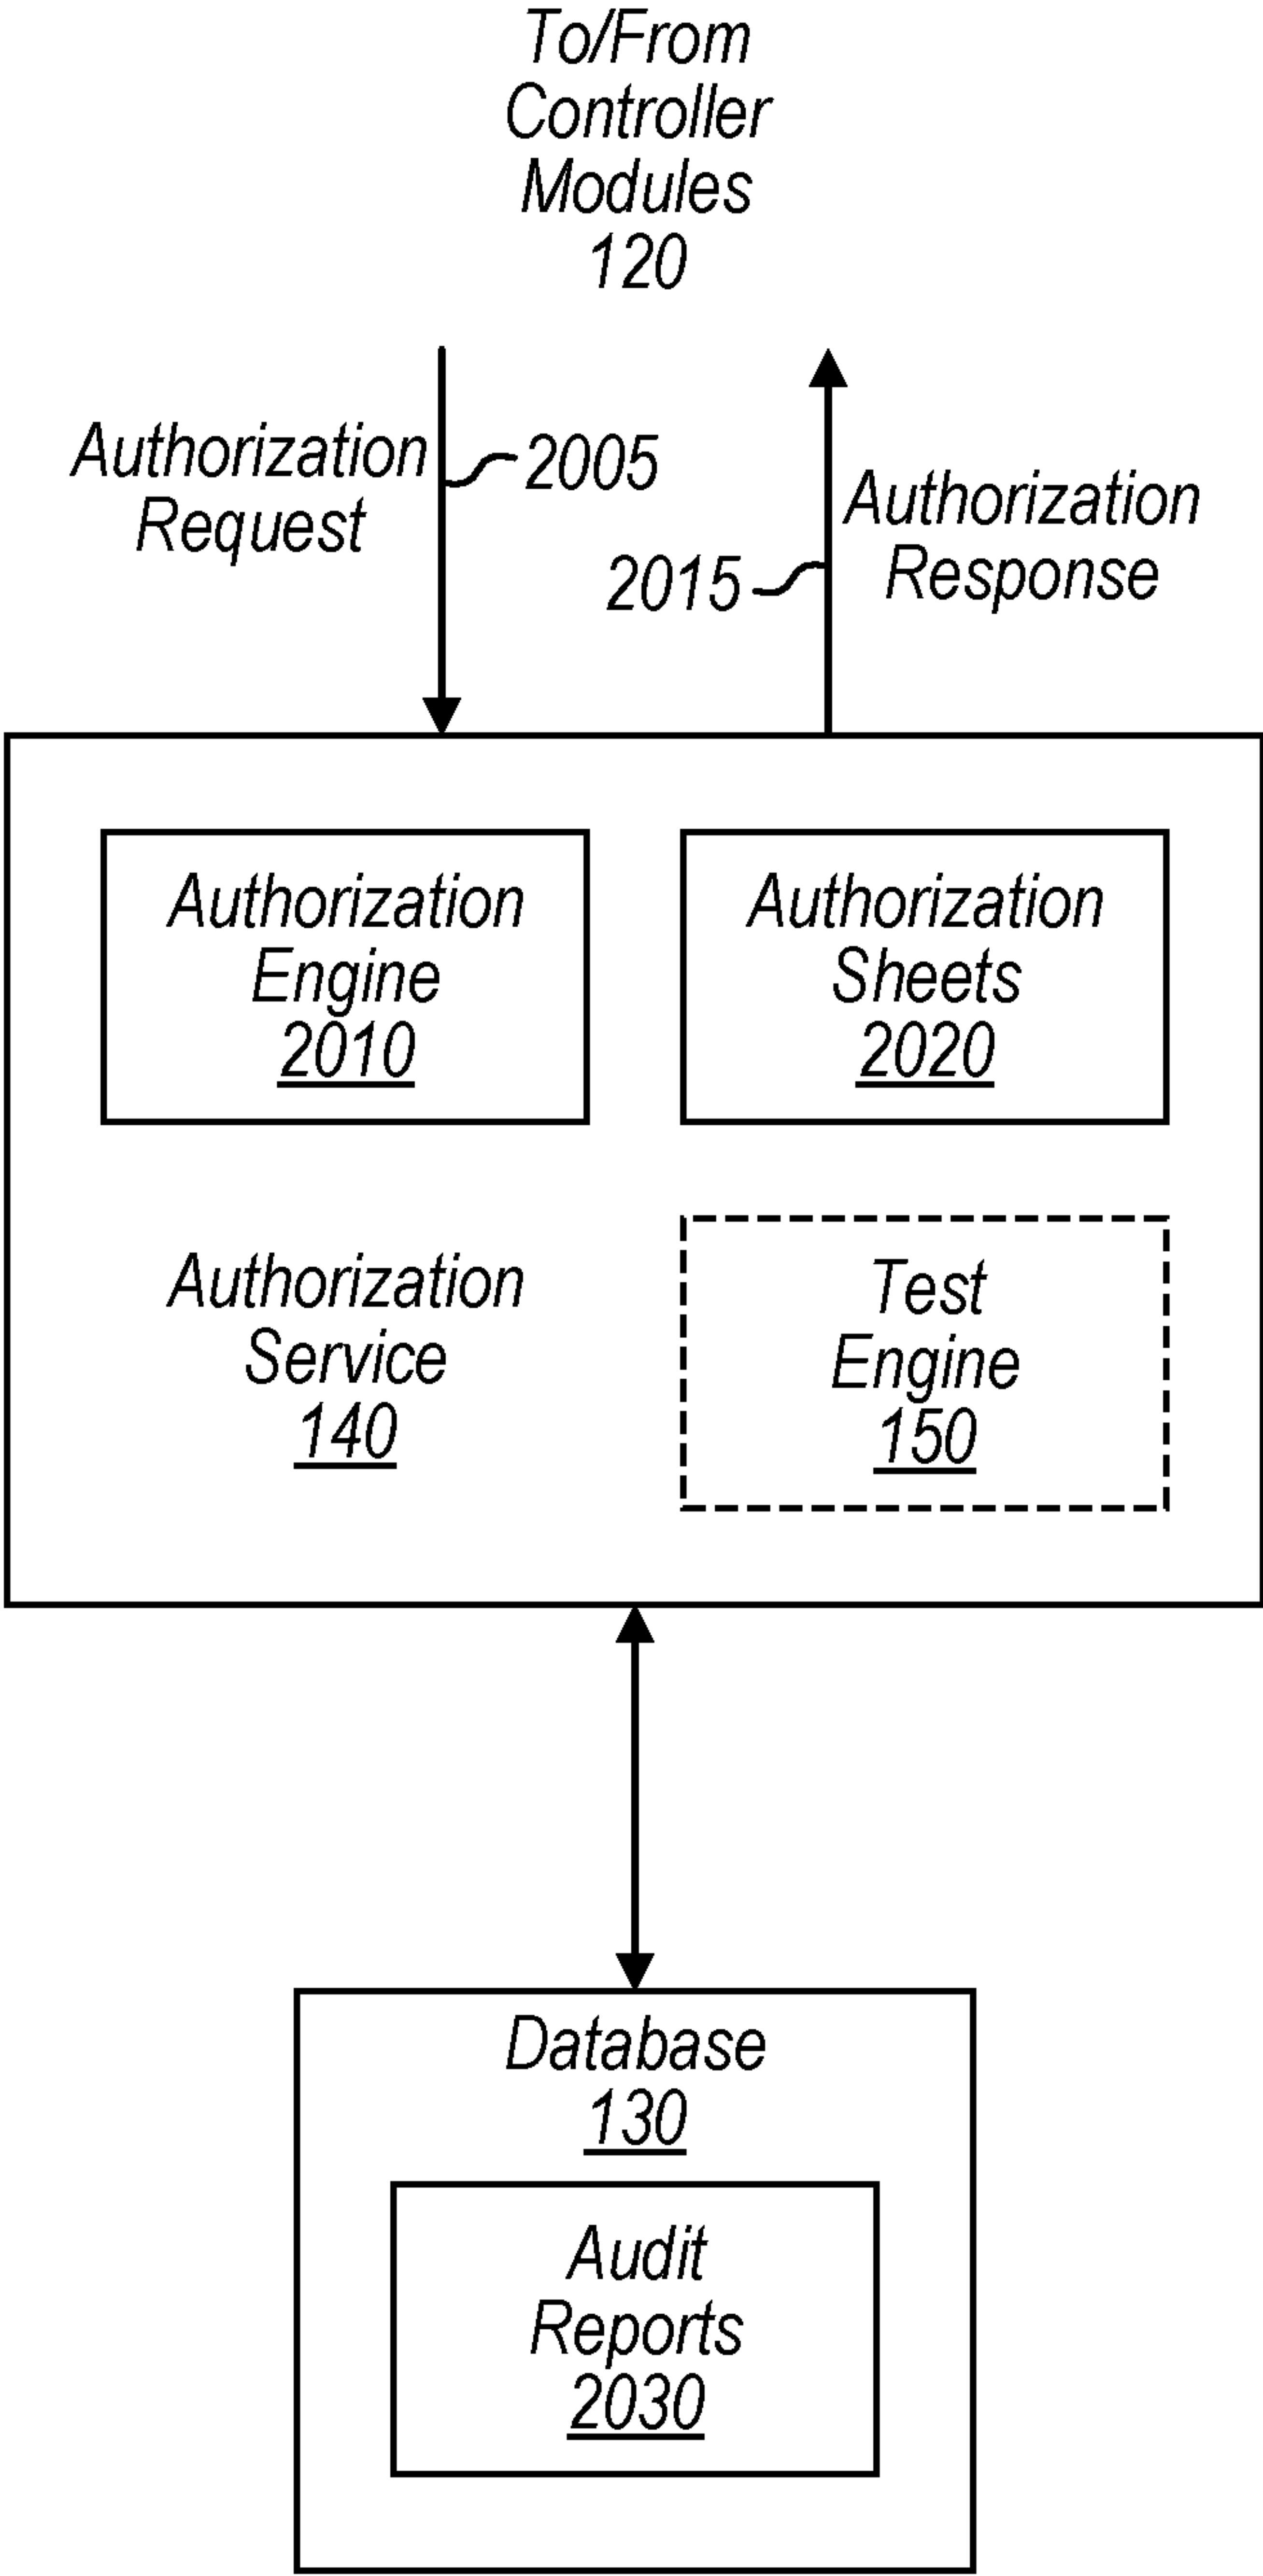 To/From
Controller
Modules
120
Authorization
Request
2005
2015
Authorization
Response
Authorization
Engine
2010
Authorization
Sheets
2020
Authorization
Service
140
Test
Engine
150
Database
130
Audit
Reports
2030